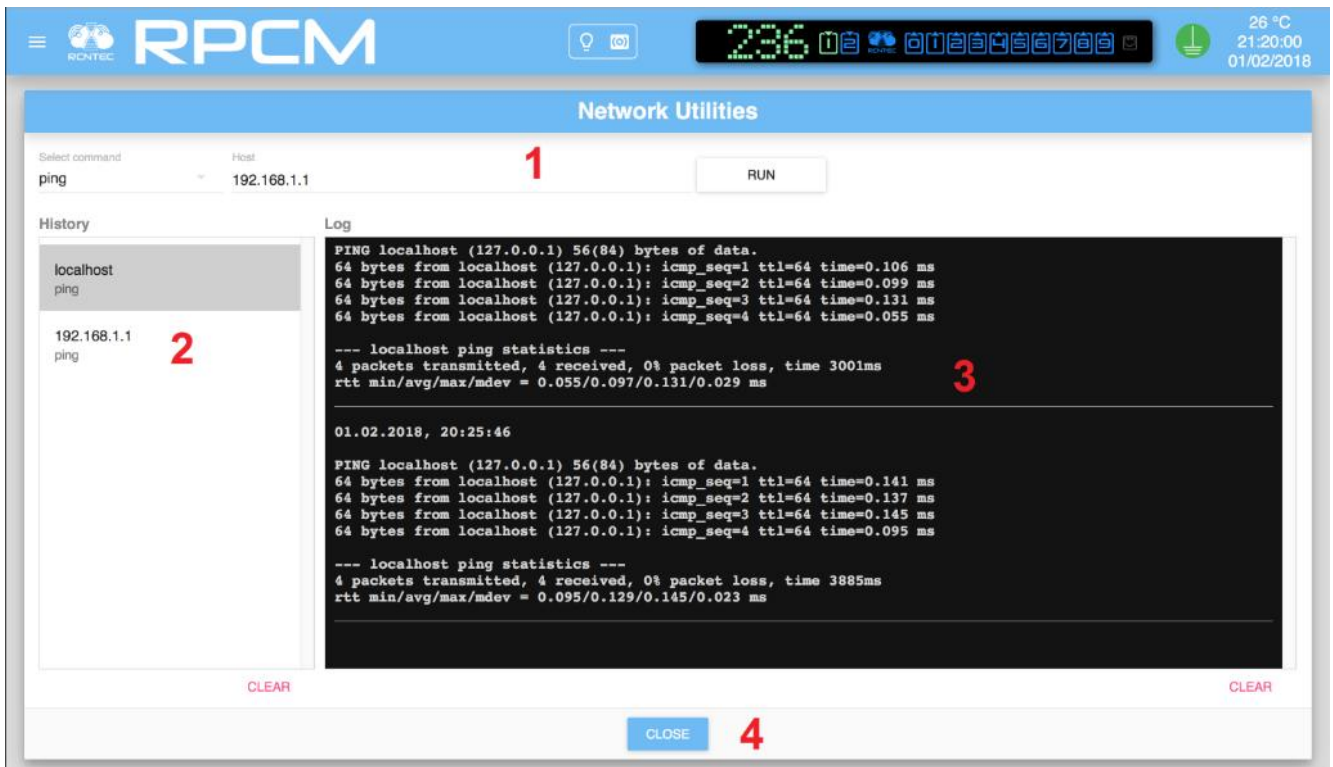 RCNTEC
RPCM
236 12 RCNTEC 0123456789
26 °C
21:20:00
01/02/2018
Network Utilities
Select command
Host
1
ping
192.168.1.1
RUN
History
Log
localhost
ping
192.168.1.1
ping
2
PING localhost (127.0.0.1) 56(84) bytes of data.
64 bytes from localhost (127.0.0.1): icmp_seq=1 ttl=64 time=0.106 ms
64 bytes from localhost (127.0.0.1): icmp_seq=2 ttl=64 time=0.099 ms
64 bytes from localhost (127.0.0.1): icmp_seq=3 ttl=64 time=0.131 ms
64 bytes from localhost (127.0.0.1): icmp_seq=4 ttl=64 time=0.055 ms
--- localhost ping statistics ---
4 packets transmitted, 4 received, 0% packet loss, time 3001ms
rtt min/avg/max/mdev = 0.055/0.097/0.131/0.029 ms
3
01.02.2018, 20:25:46
PING localhost (127.0.0.1) 56(84) bytes of data.
64 bytes from localhost (127.0.0.1): icmp_seq=1 ttl=64 time=0.141 ms
64 bytes from localhost (127.0.0.1): icmp_seq=2 ttl=64 time=0.137 ms
64 bytes from localhost (127.0.0.1): icmp_seq=3 ttl=64 time=0.145 ms
64 bytes from localhost (127.0.0.1): icmp_seq=4 ttl=64 time=0.095 ms
--- localhost ping statistics ---
4 packets transmitted, 4 received, 0% packet loss, time 3885ms
rtt min/avg/max/mdev = 0.095/0.129/0.145/0.023 ms
CLEAR
CLEAR
CLOSE
4